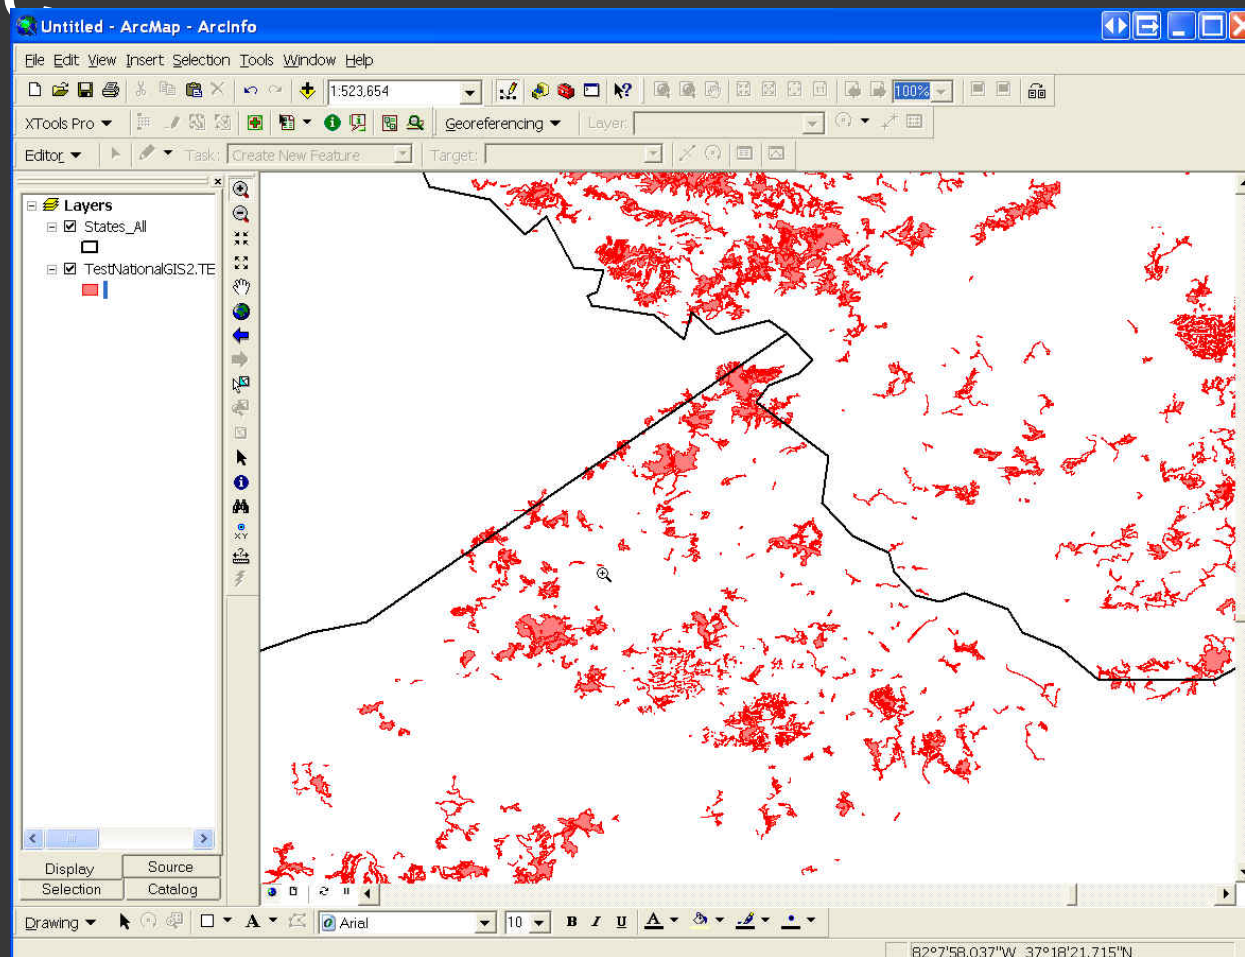 Untitled - ArcMap - ArcInfo
File Edit View Insert Selection Tools Window Help
1:523,654
100%
XTools Pro
Georeferencing
Layer:
Editor
Task: Create New Feature
Target:
Layers
States_All
TestNationalGIS2.TE
XY
Display
Source
Selection
Catalog
Drawing
A
Arial
10
B I U A
82°7'58.037"W 37°18'21.715"N